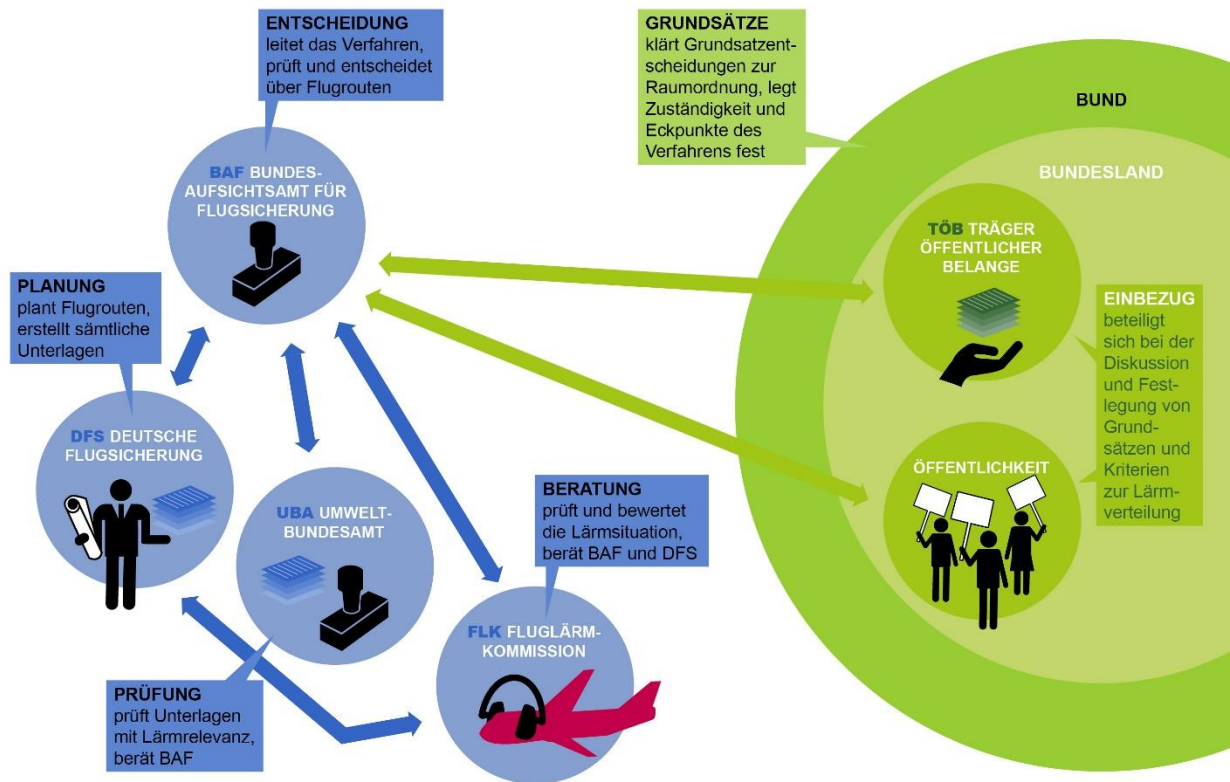 ENTSCHEIDUNG
leitet das Verfahren,
prüft und entscheidet
über Flugrouten
BAF BUNDES-
AUFSICHTSAMT FÜR
FLUGSICHERUNG
PLANUNG
plant Flugrouten,
erstellt sämtliche
Unterlagen
DFS DEUTSCHE
FLUGSICHERUNG
UBA UMWELT-
BUNDESAMT
PRÜFUNG
prüft Unterlagen
mit Lärmrelevanz,
berät BAF
BERATUNG
prüft und bewertet
die Lärmsituation,
berät BAF und DFS
FLK FLUGLÄRM-
KOMMISSION
GRUNDSÄTZE
klärt Grundsatzent-
scheidungen zur
Raumordnung, legt
Zuständigkeit und
Eckpunkte des
Verfahrens fest
BUND
BUNDESLAND
TÖB TRÄGER
ÖFFENTLICHER
BELANGE
EINBEZUG
beteiligt
sich bei der
Diskussion
und Fest-
legung von
Grund-
sätzen und
Kriterien
zur Lärm-
verteilung
ÖFFENTLICHKEIT